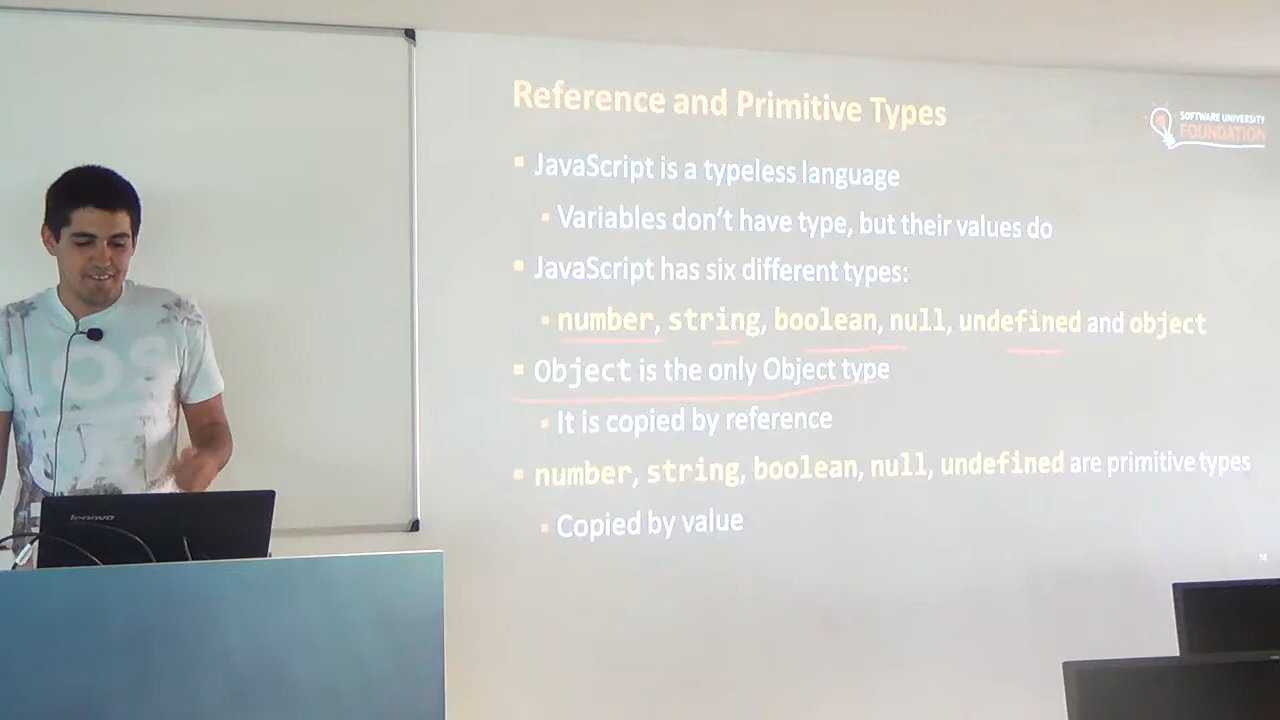 Reference and Primitive Types
SOFTWARE UNIVERSITY
FOUNDATION
JavaScript is a typeless language
Variables don't have type, but their values do
JavaScript has six different types:
number, string, boolean, null, undefined and object
Object is the only Object type
It is copied by reference
number, string, boolean, null, undefined are primitive types
Copied by value
lenovo